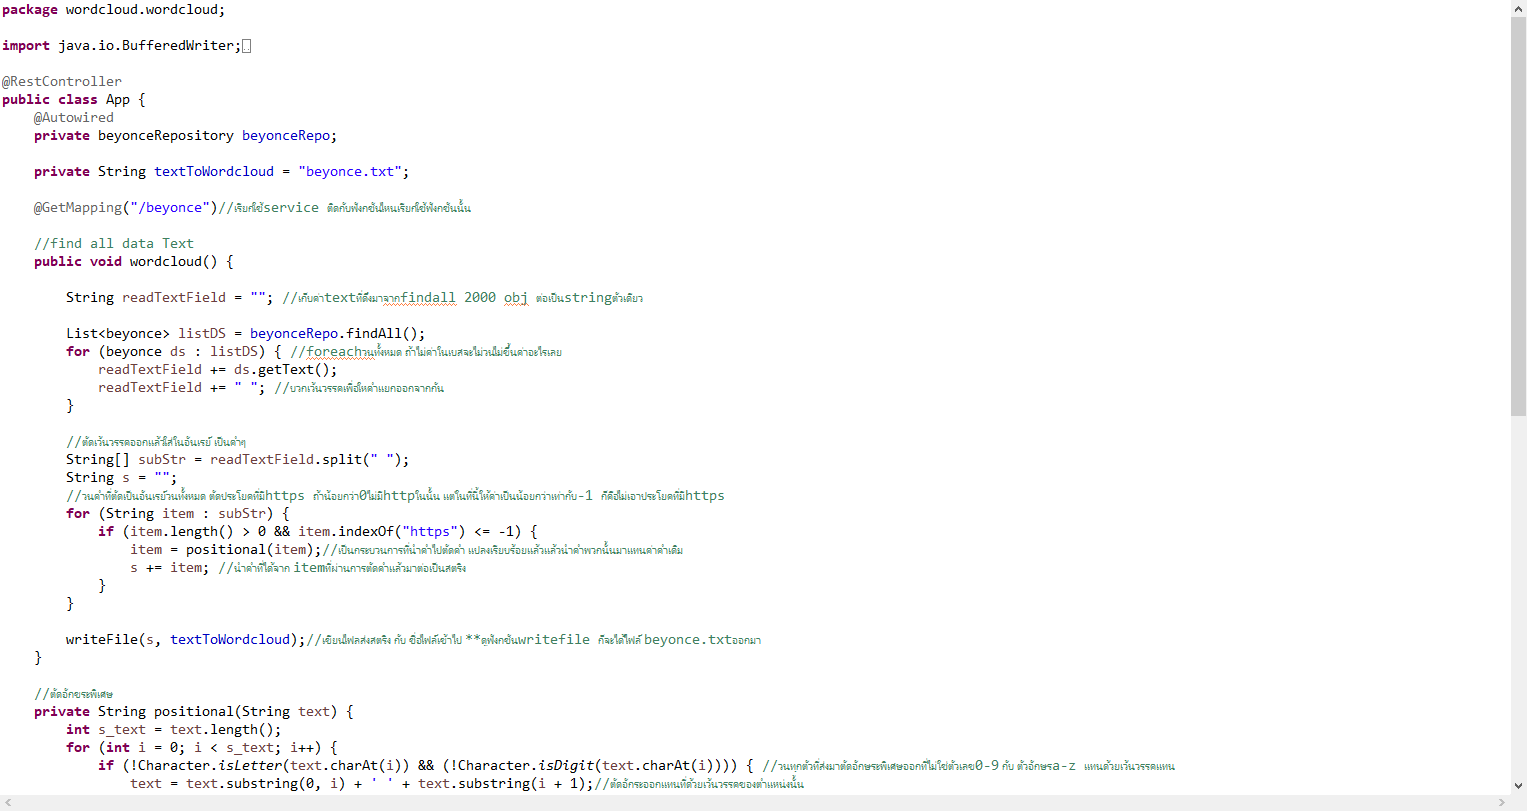 package wordcloud.wordcloud;
import java.io.BufferedWriter;
@RestController
public class App {
@Autowired
private beyonceRepository beyonceRepo;
private String textToWordcloud = "beyonce.txt";
@GetMapping("/beyonce")//เรียกใช้service ติดกับฟังกชันไหนเรียกใช้ฟังกชันนั้น
//find all data Text
public void wordcloud() {
String readTextField = ""; //เก็บค่าtextที่ดึงมาจากfindall 2000 obj ต่อเป็นstringตัวเดียว
List<beyonce> listDS = beyonceRepo.findAll();
for (beyonce ds : listDS) { //foreachวนทั้งหมด ถ้าไม่ค่าในเบสจะไม่วนไม่ขึ้นค่าอะไรเลย
readTextField += ds.getText();
readTextField += " "; //บวกเว้นวรรคเพื่อให้คำแยกออกจากกัน
}
//ตัดเว้นวรรคออกแล้วใส่ในอันเรย์ เป็นคำๆ
String[] subStr = readTextField.split(" ");
String s = "";
//วนคำที่ตัดเป็นอันเรย์วนทั้งหมด ตัดประโยคที่มีhttps ถ้าน้อยกว่า0ไม่มีhttpในนั้น แต่ในที่นี้ให้ค่าเป็นน้อยกว่าเท่ากับ-1 ก็คือไม่เอาประโยคที่มีhttps
for (String item : subStr) {
if (item.length() > 0 && item.indexOf("https") <= -1) {
item = positional(item);//เป็นกระบวนการที่นำคำไปตัดคำ แปลงเรียบร้อยแล้วแล้วนำคำพวกนั้นมาแทนค่าคำเดิม
s += item; //นำคำที่ได้จาก itemที่ผ่านการตัดคำแล้วมาต่อเป็นสตริง
}
}
writeFile(s, textToWordcloud);//เขียนไฟลส่งสตริง กับ ชื่อไฟล์เข้าไป **ดูฟังกชันwritefile ก็จะได้ไฟล์ beyonce.txtออกมา
}
//ตัดอักขระพิเศษ
private String positional(String text) {
int s_text = text.length();
for (int i = 0; i < s_text; i++) {
if (!Character.isLetter(text.charAt(i)) && (!Character.isDigit(text.charAt(i)))) { //วนทุกตัวที่ส่งมาตัดอักษระพิเศษออกที่ไม่ใช่ตัวเลข0-9 กับ ตัวอักษรa-z แทนด้วยเว้นวรรคแทน
text = text.substring(0, i) + ' ' + text.substring(i + 1);//ตัดอักระออกแทนที่ด้วยเว้นวรรคของตำแหน่งนั้น